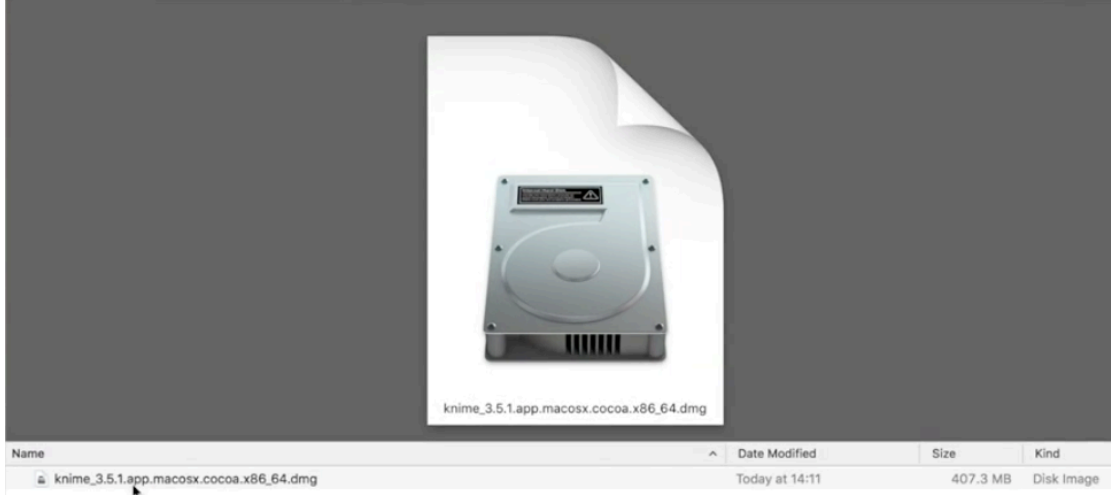 knime_3.5.1.app.macosx.cocoa.x86_64.dmg
Name Date Modified Size Kind
knime_3.5.1.app.macosx.cocoa.x86_64.dmg Today at 14:11 407.3 MB Disk Image